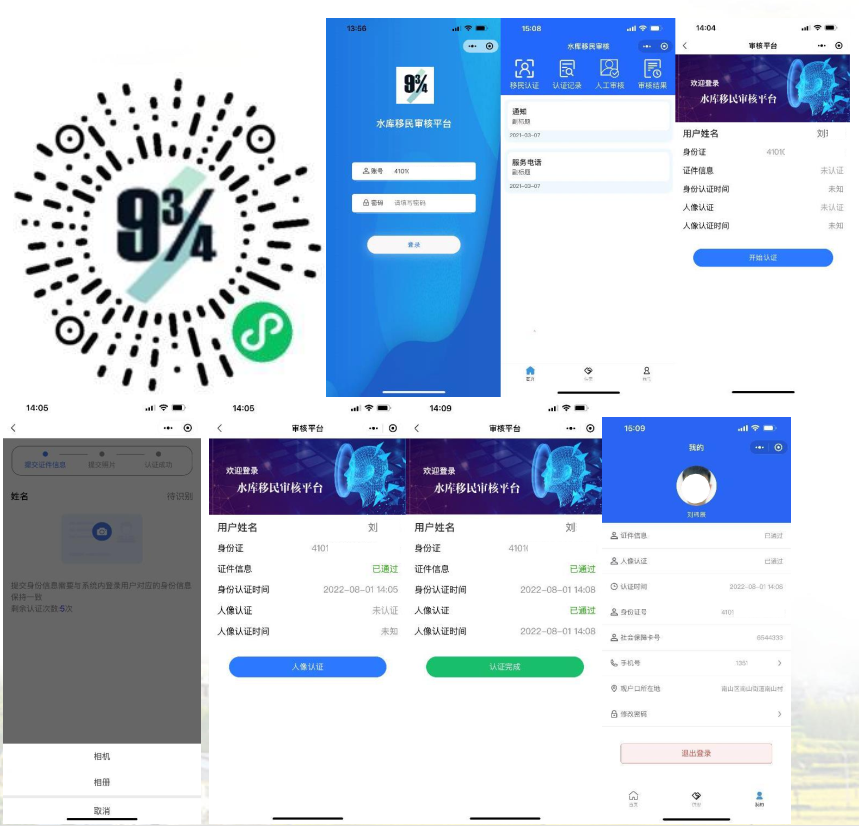 9¾
13:56
9¾
水库移民审核平台
账号 4101(
密码 请填写密码
登录
15:08
水库移民审核
移民认证 认证记录 人工审核 审核结果
通知
副标题
2021-03-07
服务电话
副标题
2021-03-07
首页
我的
14:04
审核平台
欢迎登录
水库移民审核平台
用户姓名 刘
身份证 4101(
证件信息 未认证
身份认证时间 未知
人像认证 未认证
人像认证时间 未知
开始认证
14:05
提交证件信息 提交照片 认证成功
姓名 待识别
提交身份信息需要与系统内登录用户对应的身份信息
保持一致
剩余认证次数:5次
相机
相册
取消
14:05
审核平台
欢迎登录
水库移民审核平台
用户姓名 刘
身份证 4101
证件信息 已通过
身份认证时间 2022-08-01 14:05
人像认证 未认证
人像认证时间 未知
人像认证
14:09
审核平台
欢迎登录
水库移民审核平台
用户姓名 刘
身份证 4101(
证件信息 已通过
身份认证时间 2022-08-01 14:08
人像认证 已通过
人像认证时间 2022-08-01 14:08
认证完成
15:09
我的
证件信息 已通过
人像认证 已通过
认证时间 2022-08-01 14:08
身份证号 4101
社会保障卡号 6644333
手机号 135
现户口所在地 南山区南山街道南山村
修改密码
退出登录
首页
我的